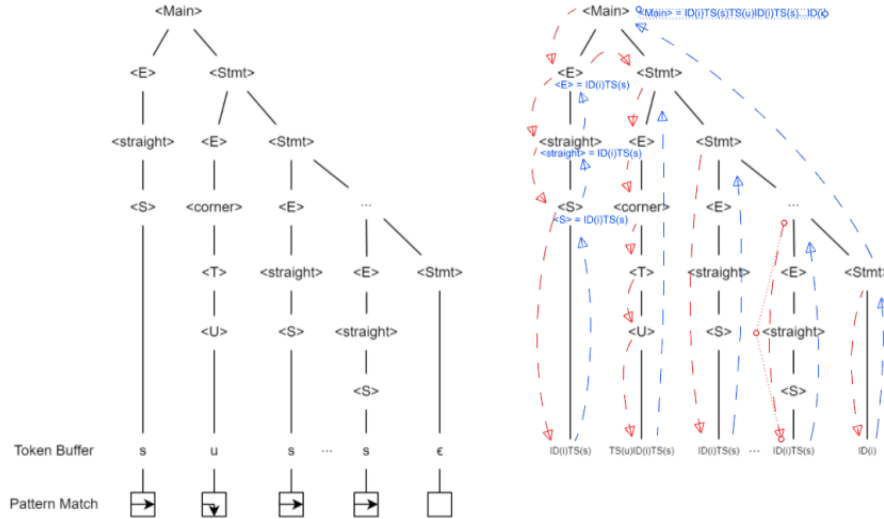 <Main>
<E> <Stmt>
<straight> <E> <Stmt>
<S> <corner> <E> ...
<T> <straight> <E> <Stmt>
<U> <S> <straight>
<S>
Token Buffer s u s ... s ϵ
Pattern Match
<Main> <Main> = ID(i)TS(s)TS(u)ID(i)TS(s)...ID(i)
<E> <Stmt>
<E> = ID(i)TS(s)
<straight> <E> <Stmt>
<straight> = ID(i)TS(s)
<S> <corner> <E> ...
<S> = ID(i)TS(s)
<T> <straight> <E> <Stmt>
<U> <S> <straight>
<S>
ID(i)TS(s) TS(u)ID(i)TS(s) ID(i)TS(s) ... ID(i)TS(s) ID(i)